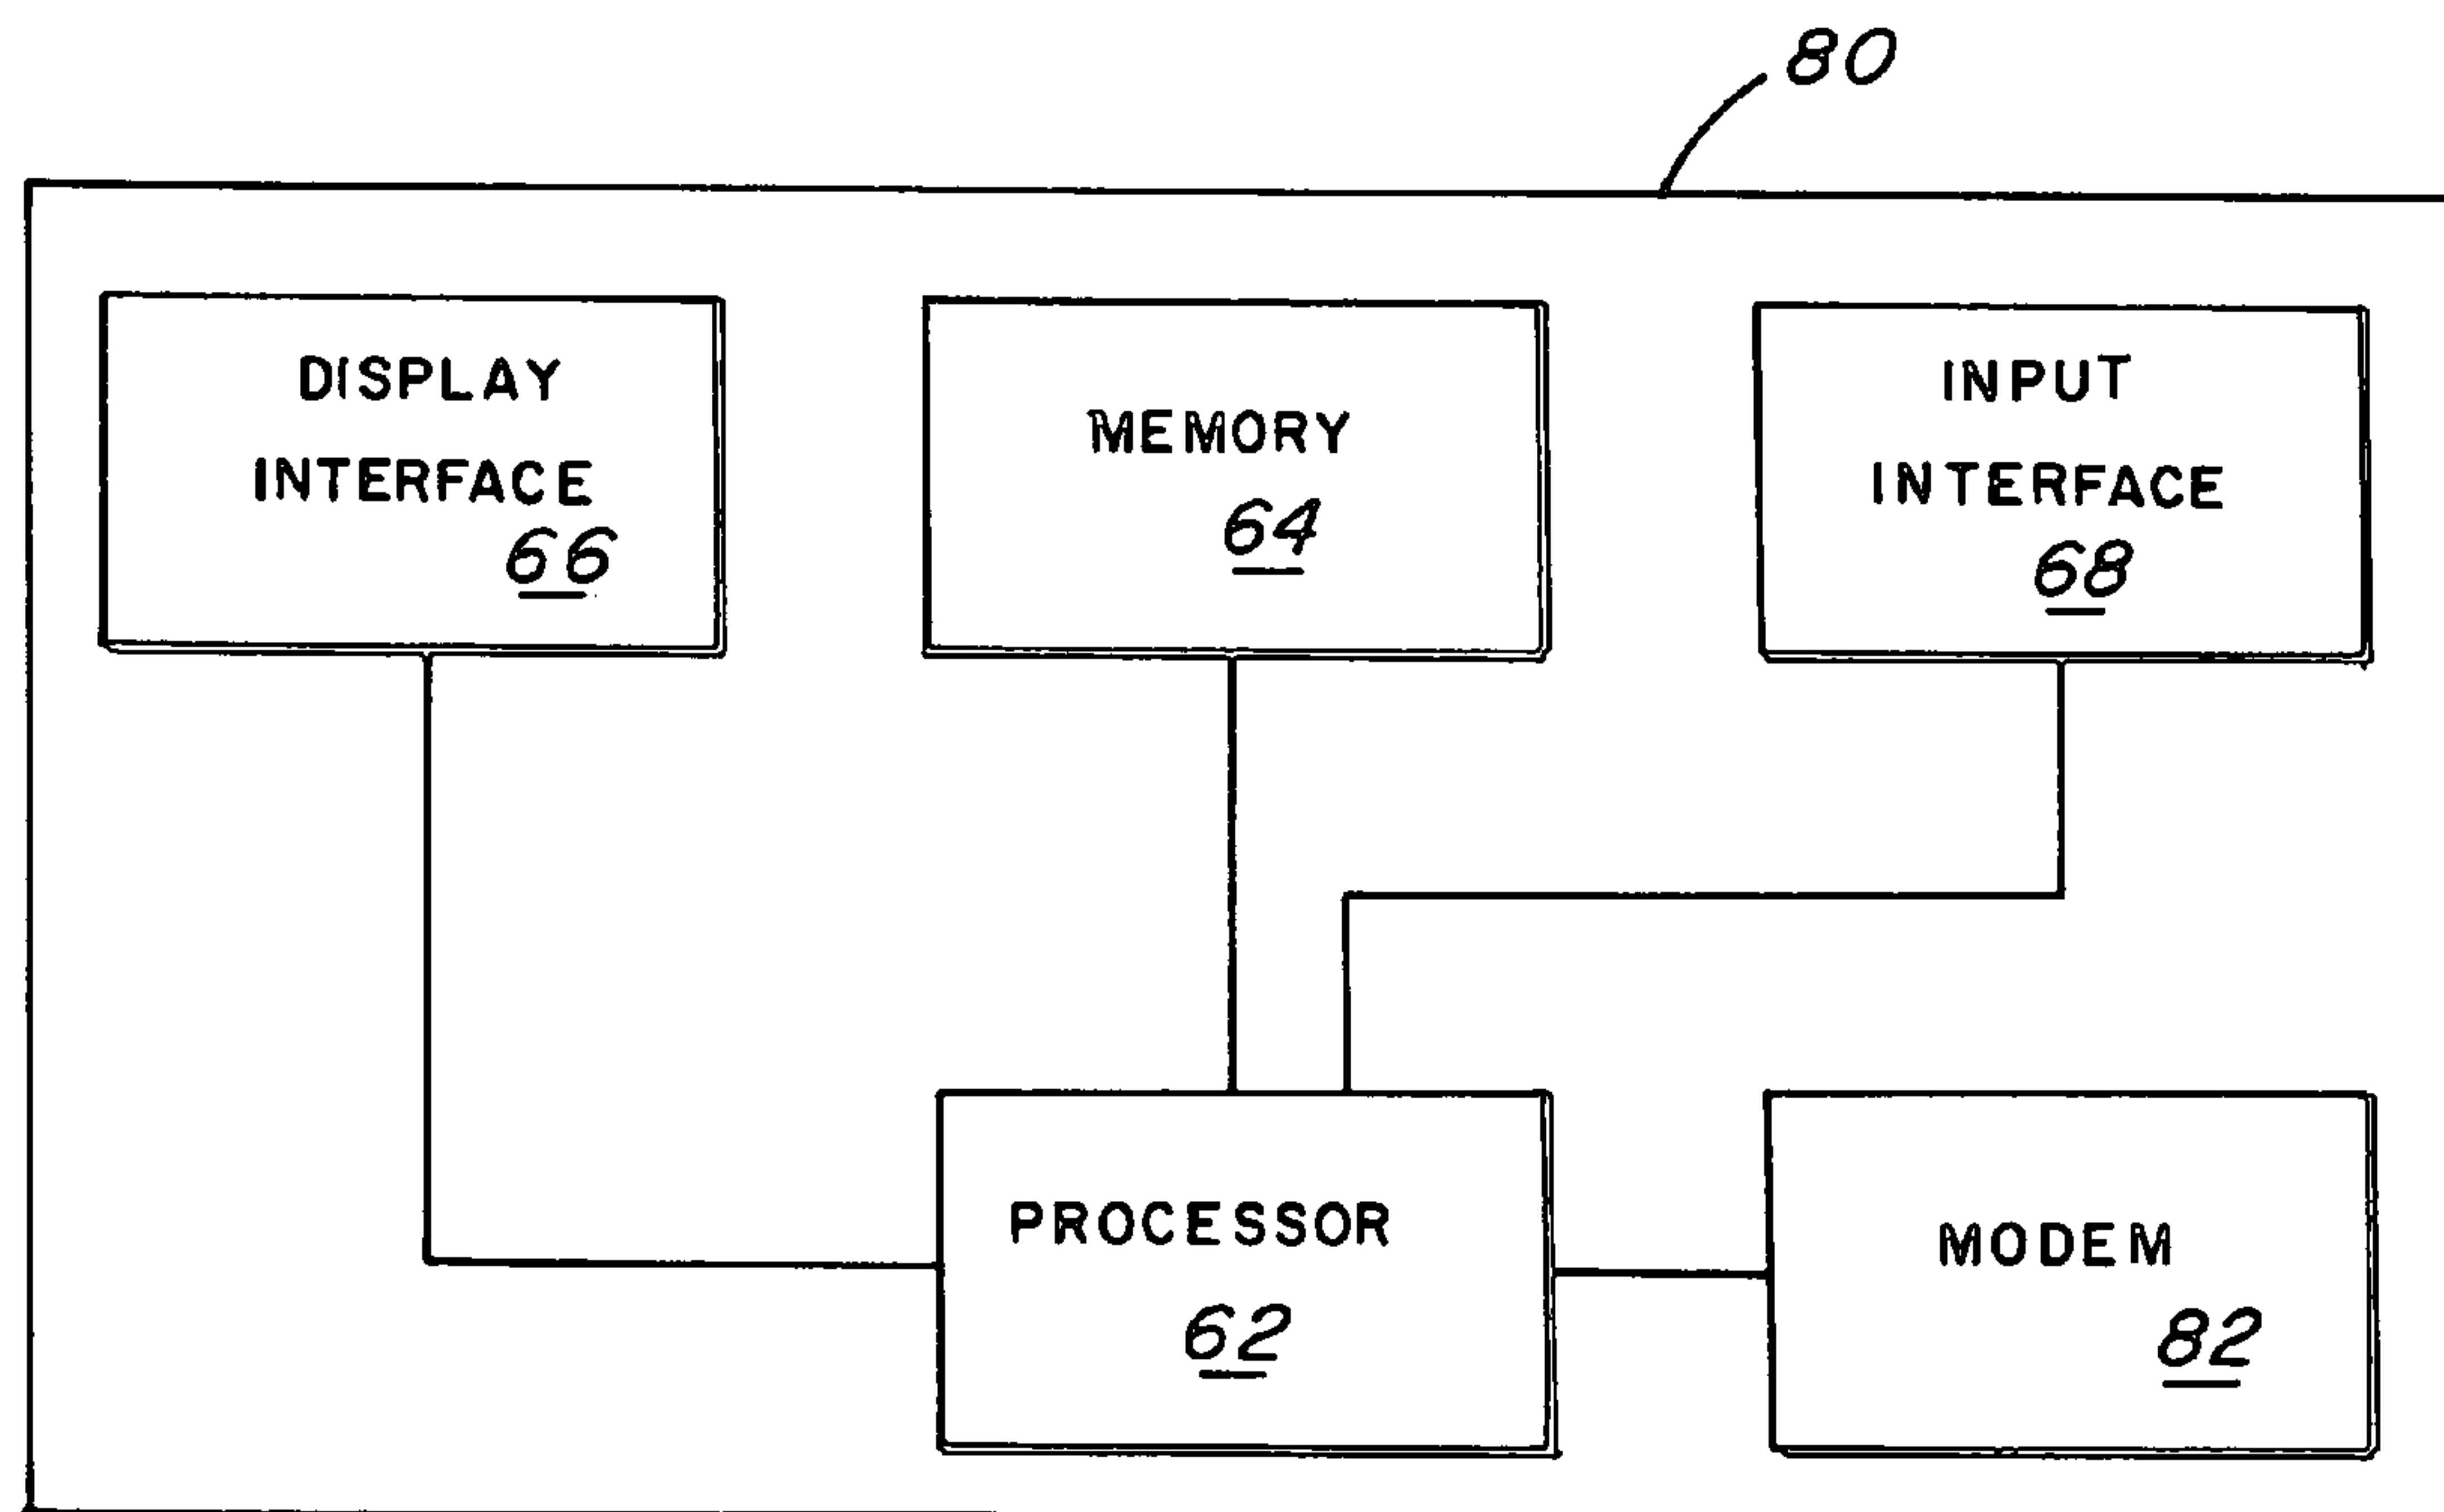 80
DISPLAY
INTERFACE
66
MEMORY
64
INPUT
INTERFACE
68
PROCESSOR
62
MODEM
82